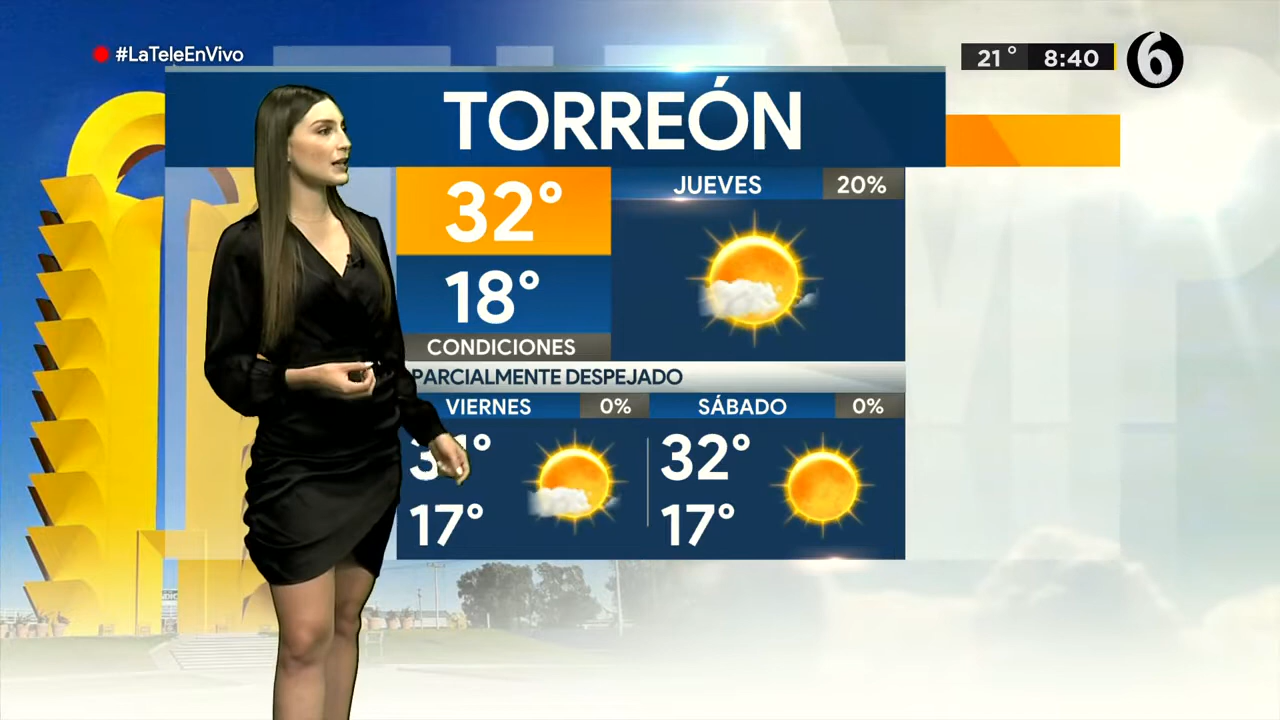 #LaTeleEnVivo
21° 8:40 6
TORREÓN
32°
18°
CONDICIONES
JUEVES 20%
PARCIALMENTE DESPEJADO
VIERNES 0%
17°
SÁBADO 0%
32°
17°